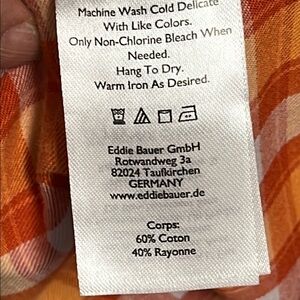 Machine Wash Cold Delicate
With Like Colors.
Only Non-Chlorine Bleach When
Needed.
Hang To Dry.
Warm Iron As Desired.
Eddie Bauer GmbH
Rotwandweg 3a
82024 Taufkirchen
GERMANY
www.eddiebauer.de
Corps:
60% Coton
40% Rayonne